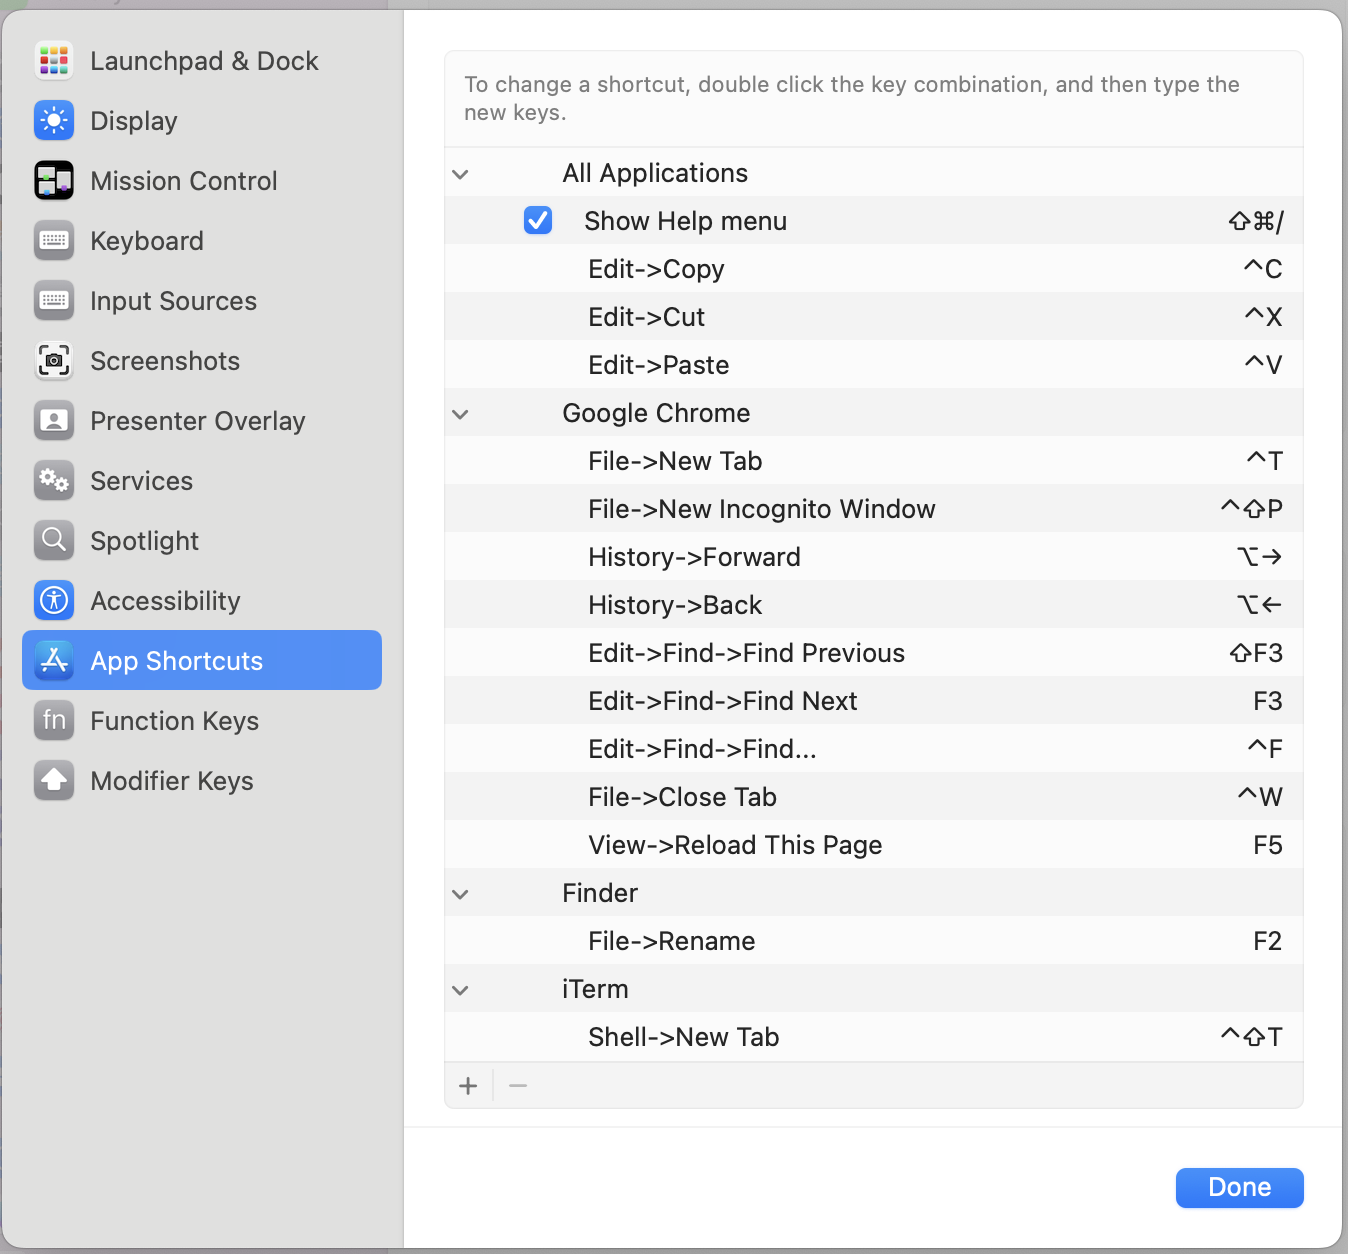 Launchpad & Dock
Display
Mission Control
Keyboard
Input Sources
Screenshots
Presenter Overlay
Services
Spotlight
Accessibility
App Shortcuts
fn Function Keys
Modifier Keys
To change a shortcut, double click the key combination, and then type the
new keys.
All Applications
Show Help menu ⇧⌘/
Edit->Copy ^C
Edit->Cut ^X
Edit->Paste ^V
Google Chrome
File->New Tab ^T
File->New Incognito Window ^⇧P
History->Forward ⌥→
History->Back ⌥←
Edit->Find->Find Previous ⇧F3
Edit->Find->Find Next F3
Edit->Find->Find... ^F
File->Close Tab ^W
View->Reload This Page F5
Finder
File->Rename F2
iTerm
Shell->New Tab ^⇧T
+ −
Done